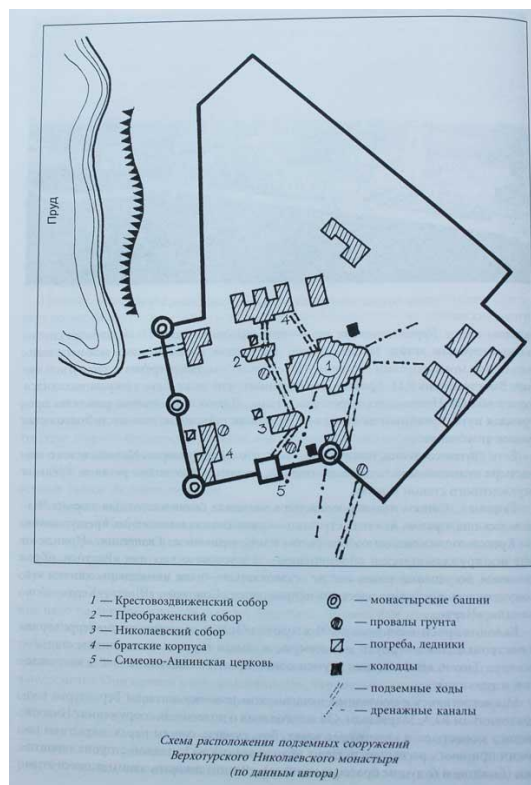 Пруд
4
2
1
3
4
5
1 — Крестовоздвиженский собор
2 — Преображенский собор
3 — Николаевский собор
4 — братские корпуса
5 — Симеоно-Аннинская церковь
— монастырские башни
— провалы грунта
— погреба, ледники
— колодцы
— подземные ходы
— дренажные каналы
Схема расположения подземных сооружений
Верхотурского Николаевского монастыря
(по данным автора)